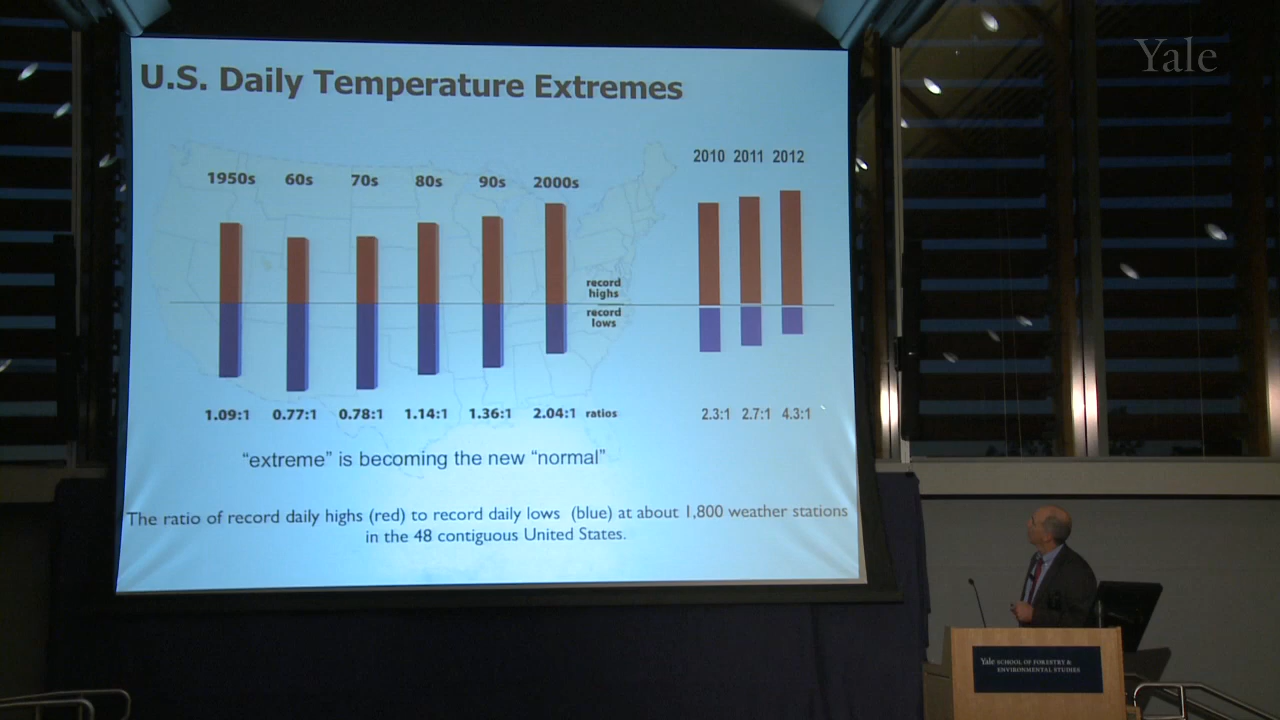 Yale
U.S. Daily Temperature Extremes
2010 2011 2012
1950s 60s 70s 80s 90s 2000s
record
highs
record
lows
1.09:1 0.77:1 0.78:1 1.14:1 1.36:1 2.04:1 ratios 2.3:1 2.7:1 4.3:1
“extreme” is becoming the new “normal”
The ratio of record daily highs (red) to record daily lows (blue) at about 1,800 weather stations
in the 48 contiguous United States.
Yale SCHOOL OF FORESTRY &
ENVIRONMENTAL STUDIES